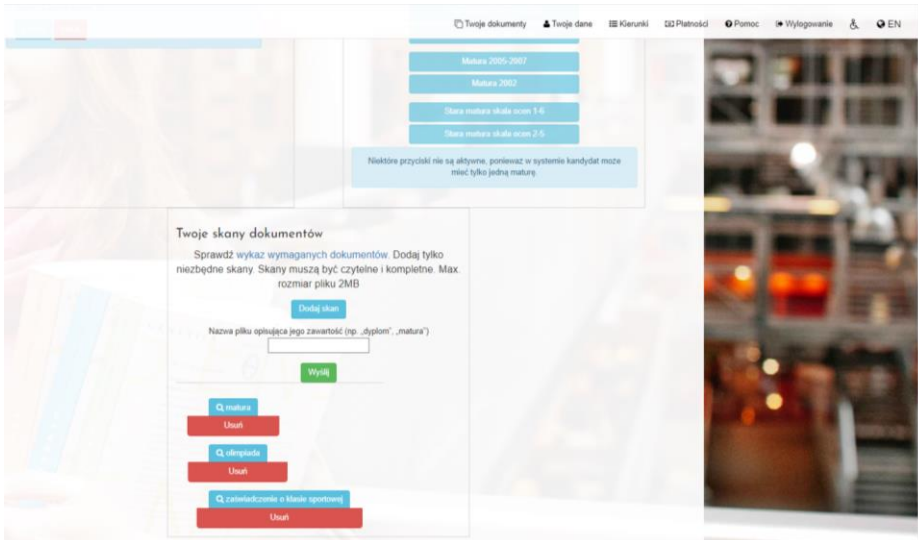 Twoje dokumenty Twoje dane Kierunki Płatności Pomoc Wylogowanie EN
Matura 2005-2007
Matura 2002
Stara matura skala ocen 1-6
Stara matura skala ocen 2-5
Niektóre przyciski nie są aktywne, ponieważ w systemie kandydat może
mieć tylko jedną maturę.
Twoje skany dokumentów
Sprawdź wykaz wymaganych dokumentów. Dodaj tylko
niezbędne skany. Skany muszą być czytelne i kompletne. Max.
rozmiar pliku 2MB
Dodaj skan
Nazwa pliku opisująca jego zawartość (np. „dyplom”, „matura”)
Wyślij
matura
Usuń
olimpiada
Usuń
zaświadczenie o klasie sportowej
Usuń